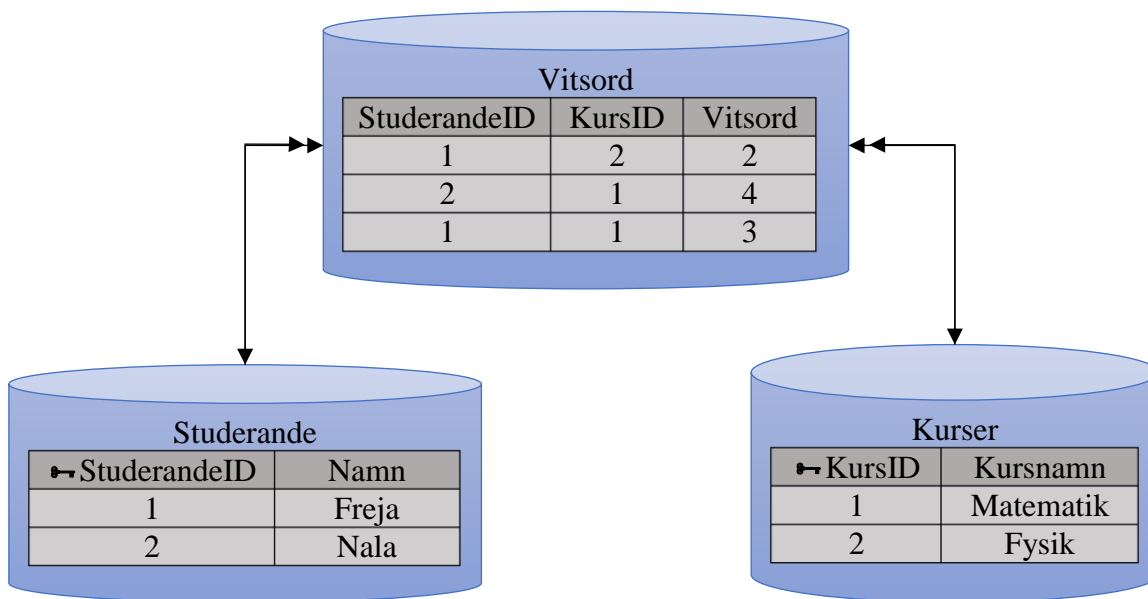 Vitsord
StuderandeID KursID Vitsord
1 2 2
2 1 4
1 1 3
Studerande
StuderandeID Namn
1 Freja
2 Nala
Kurser
KursID Kursnamn
1 Matematik
2 Fysik